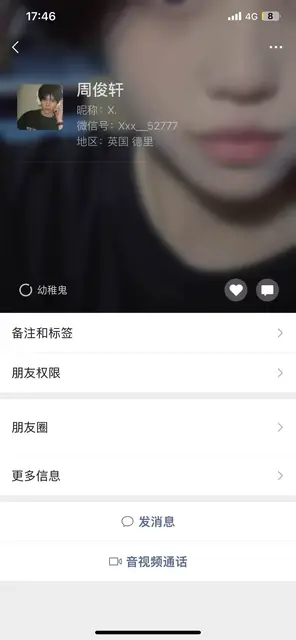 17:46
4G 8
周俊轩
昵称：X.
微信号：Xxx__52777
地区：英国 德里
幼稚鬼
备注和标签
朋友权限
朋友圈
更多信息
发消息
音视频通话